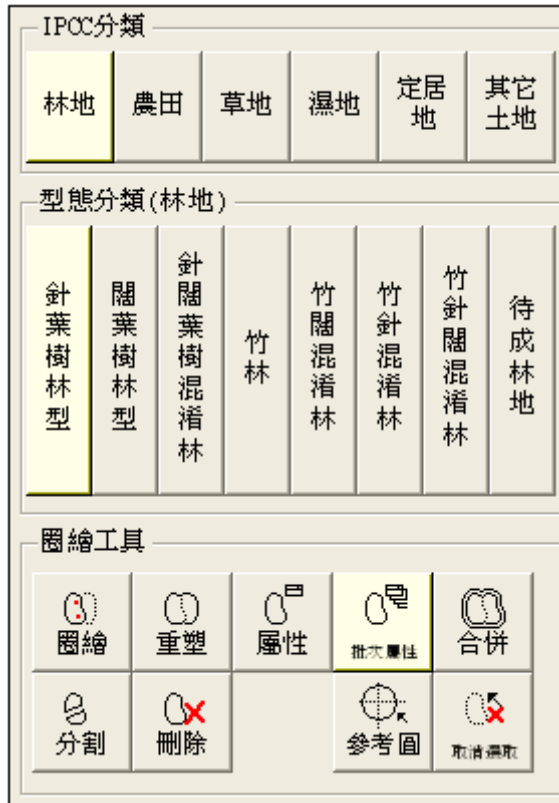 IPCC分類
林地 農田 草地 濕地 定居地 其它土地
型態分類(林地)
針葉樹林型 闊葉樹林型 針闊葉樹混淆林 竹林 竹闊混淆林 竹針混淆林 竹針闊混淆林 待成林地
圈繪工具
圈繪 重塑 屬性 批次屬性 合併
分割 刪除 參考圓 取消選取